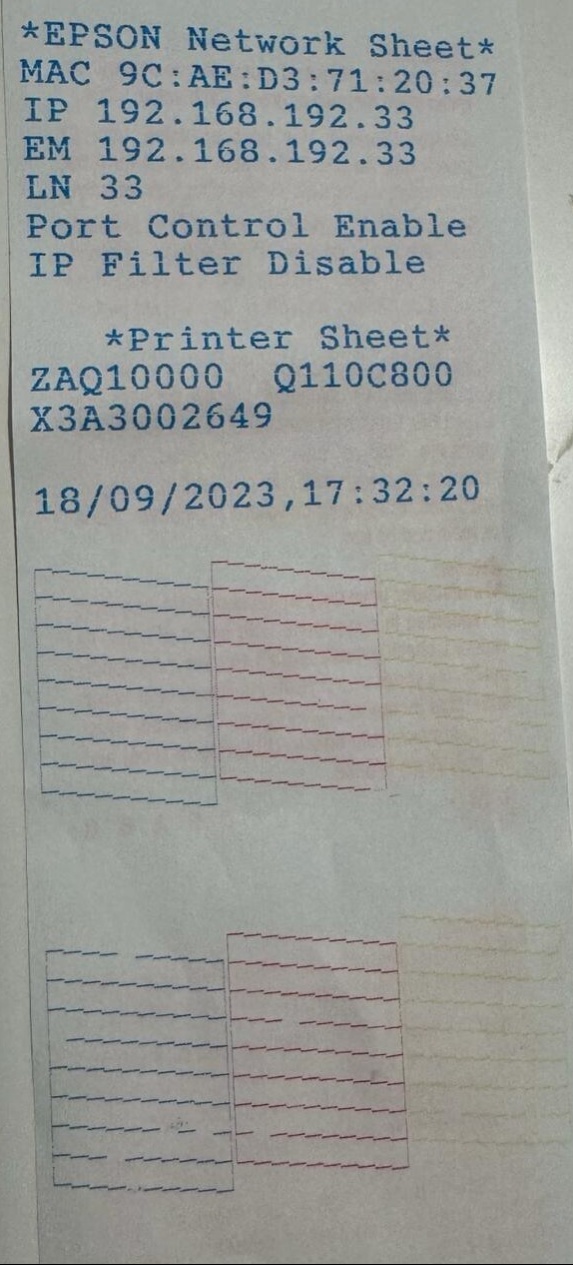 *EPSON Network Sheet*
MAC 9C:AE:D3:71:20:37
IP 192.168.192.33
EM 192.168.192.33
LN 33
Port Control Enable
IP Filter Disable
*Printer Sheet*
ZAQ10000 Q110C800
X3A3002649
18/09/2023,17:32:20